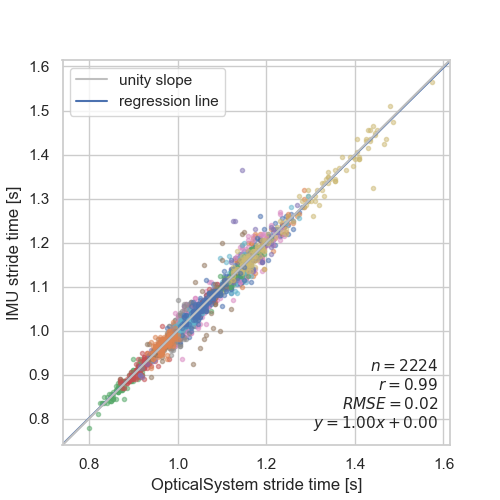 unity slope
regression line
1.6
1.5
1.4
1.3
1.2
1.1
1.0
0.9
0.8
IMU stride time [s]
n = 2224
r = 0.99
RMSE = 0.02
y = 1.00x + 0.00
0.8 1.0 1.2 1.4 1.6
OpticalSystem stride time [s]